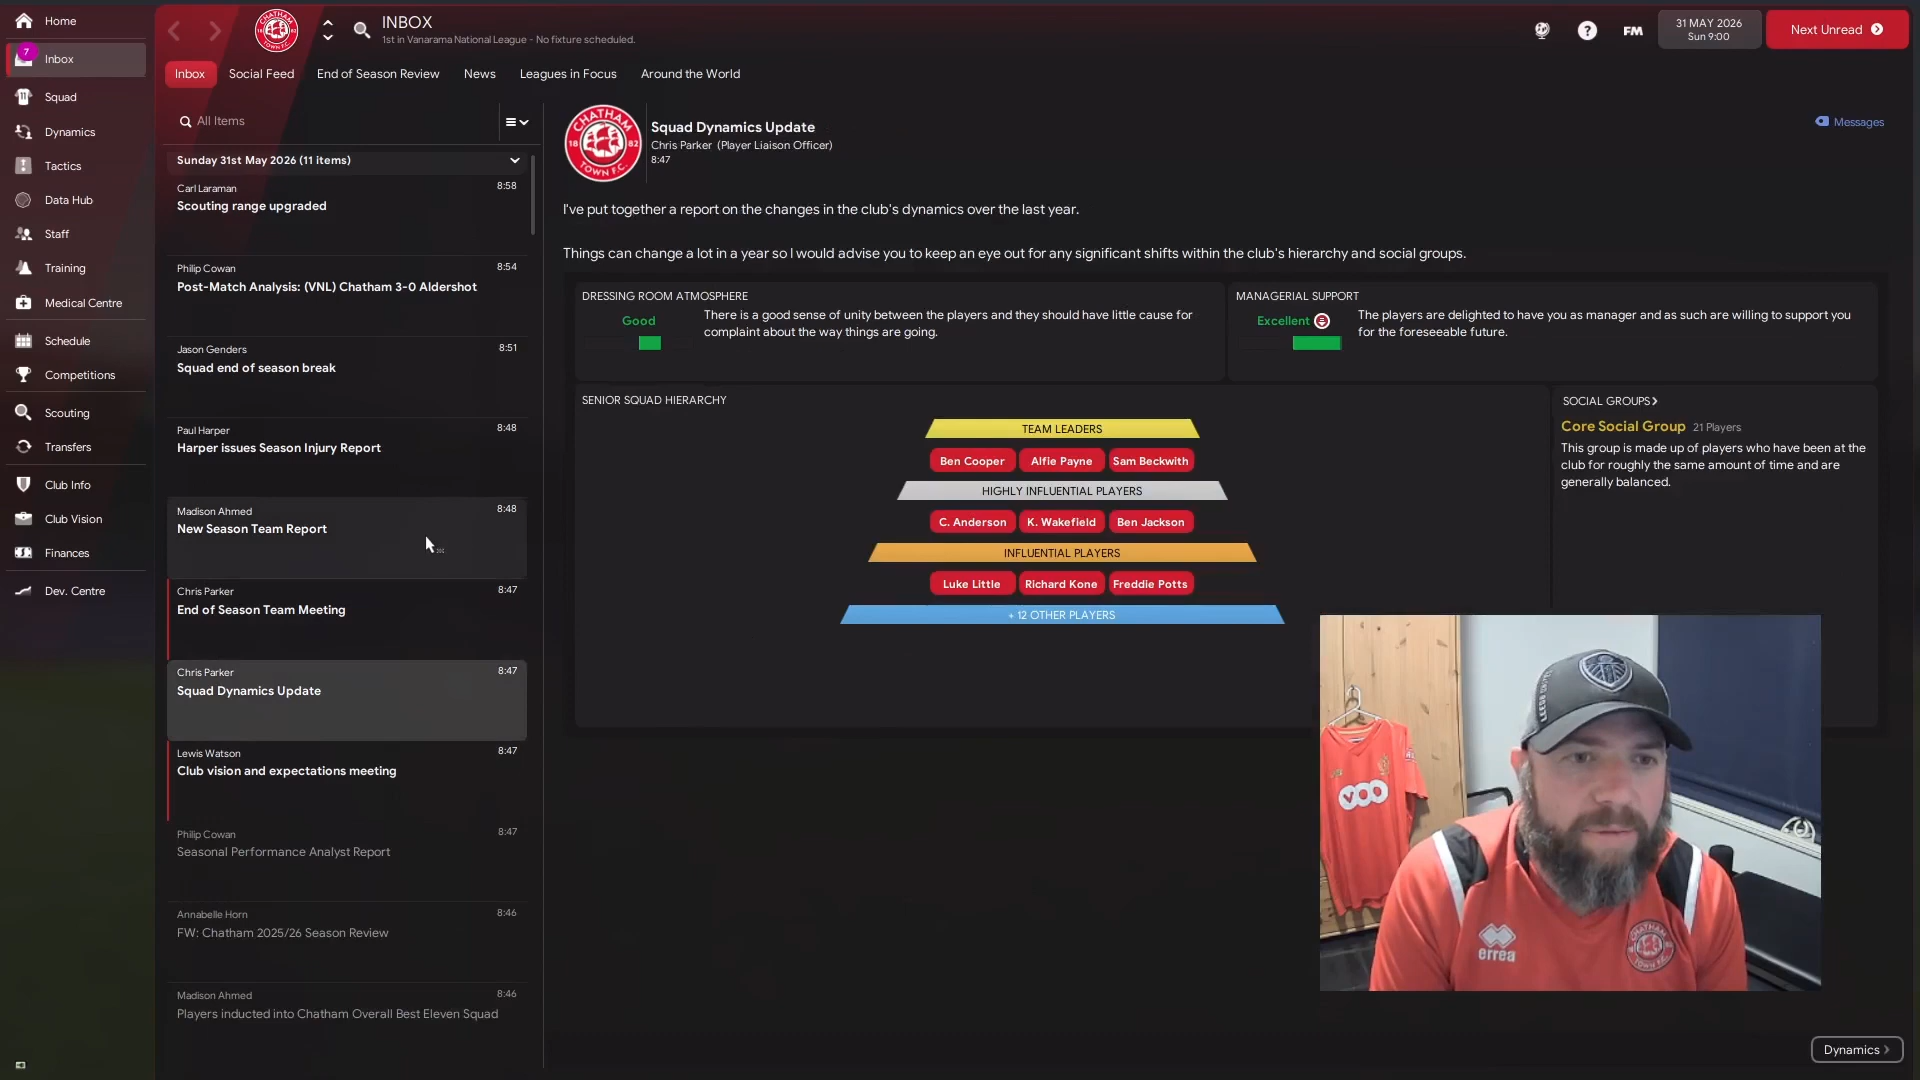 Home
7
Inbox
11
Squad
Dynamics
Tactics
Data Hub
Staff
Training
Medical Centre
Schedule
Competitions
Scouting
Transfers
Club Info
Club Vision
Finances
Dev. Centre
INBOX
1st in Vanarama National League - No fixture scheduled.
FM
31 MAY 2026
Sun 9:00
Next Unread
Inbox
Social Feed
End of Season Review
News
Leagues in Focus
Around the World
All Items
Sunday 31st May 2026 (11 items)
Carl Laraman
8:58
Scouting range upgraded
Philip Cowan
8:54
Post-Match Analysis: (VNL) Chatham 3-0 Aldershot
Jason Genders
8:51
Squad end of season break
Paul Harper
8:48
Harper issues Season Injury Report
Madison Ahmed
8:48
New Season Team Report
Chris Parker
8:47
End of Season Team Meeting
Chris Parker
8:47
Squad Dynamics Update
Lewis Watson
8:47
Club vision and expectations meeting
Philip Cowan
8:47
Seasonal Performance Analyst Report
Annabelle Horn
8:46
FW: Chatham 2025/26 Season Review
Madison Ahmed
8:46
Players inducted into Chatham Overall Best Eleven Squad
CHATHAM
18 82
TOWN F.C.
Squad Dynamics Update
Chris Parker (Player Liaison Officer)
8:47
Messages
I've put together a report on the changes in the club's dynamics over the last year.
Things can change a lot in a year so I would advise you to keep an eye out for any significant shifts within the club's hierarchy and social groups.
DRESSING ROOM ATMOSPHERE
Good
There is a good sense of unity between the players and they should have little cause for
complaint about the way things are going.
MANAGERIAL SUPPORT
Excellent
The players are delighted to have you as manager and as such are willing to support you
for the foreseeable future.
SENIOR SQUAD HIERARCHY
TEAM LEADERS
Ben Cooper
Alfie Payne
Sam Beckwith
HIGHLY INFLUENTIAL PLAYERS
C. Anderson
K. Wakefield
Ben Jackson
INFLUENTIAL PLAYERS
Luke Little
Richard Kone
Freddie Potts
+ 12 OTHER PLAYERS
SOCIAL GROUPS
Core Social Group 21 Players
This group is made up of players who have been at the
club for roughly the same amount of time and are
generally balanced.
VOO
errea
CHATHAM
TOWN F.C.
Dynamics